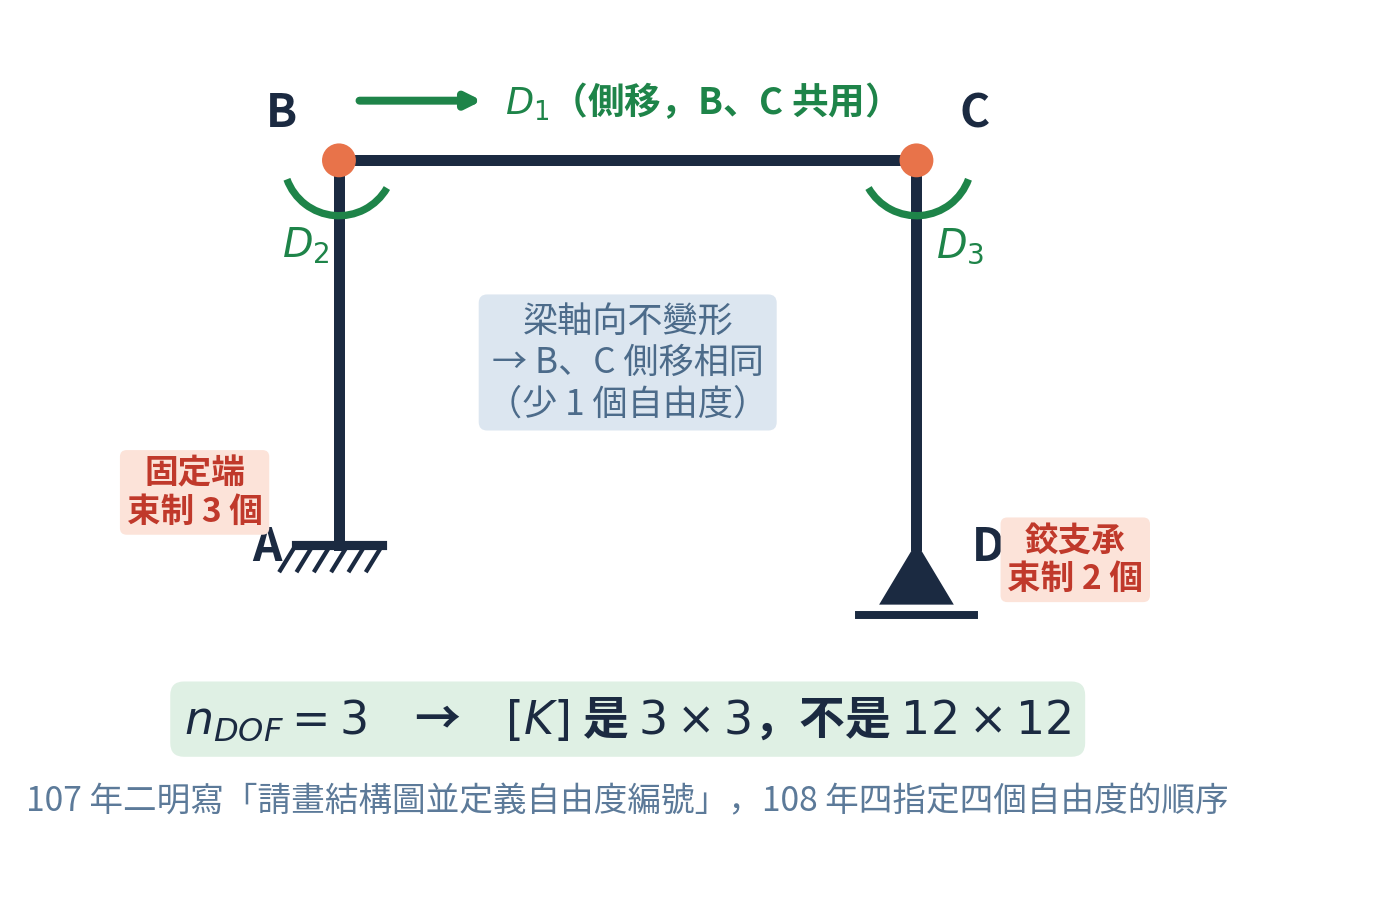 B
D₁（側移，B、C 共用）
C
D₂
D₃
梁軸向不變形
→ B、C 側移相同
（少 1 個自由度）
固定端
束制 3 個
A
D
鉸支承
束制 2 個
n_DOF = 3 → [K] 是 3 × 3，不是 12 × 12
107 年二明寫「請畫結構圖並定義自由度編號」，108 年四指定四個自由度的順序